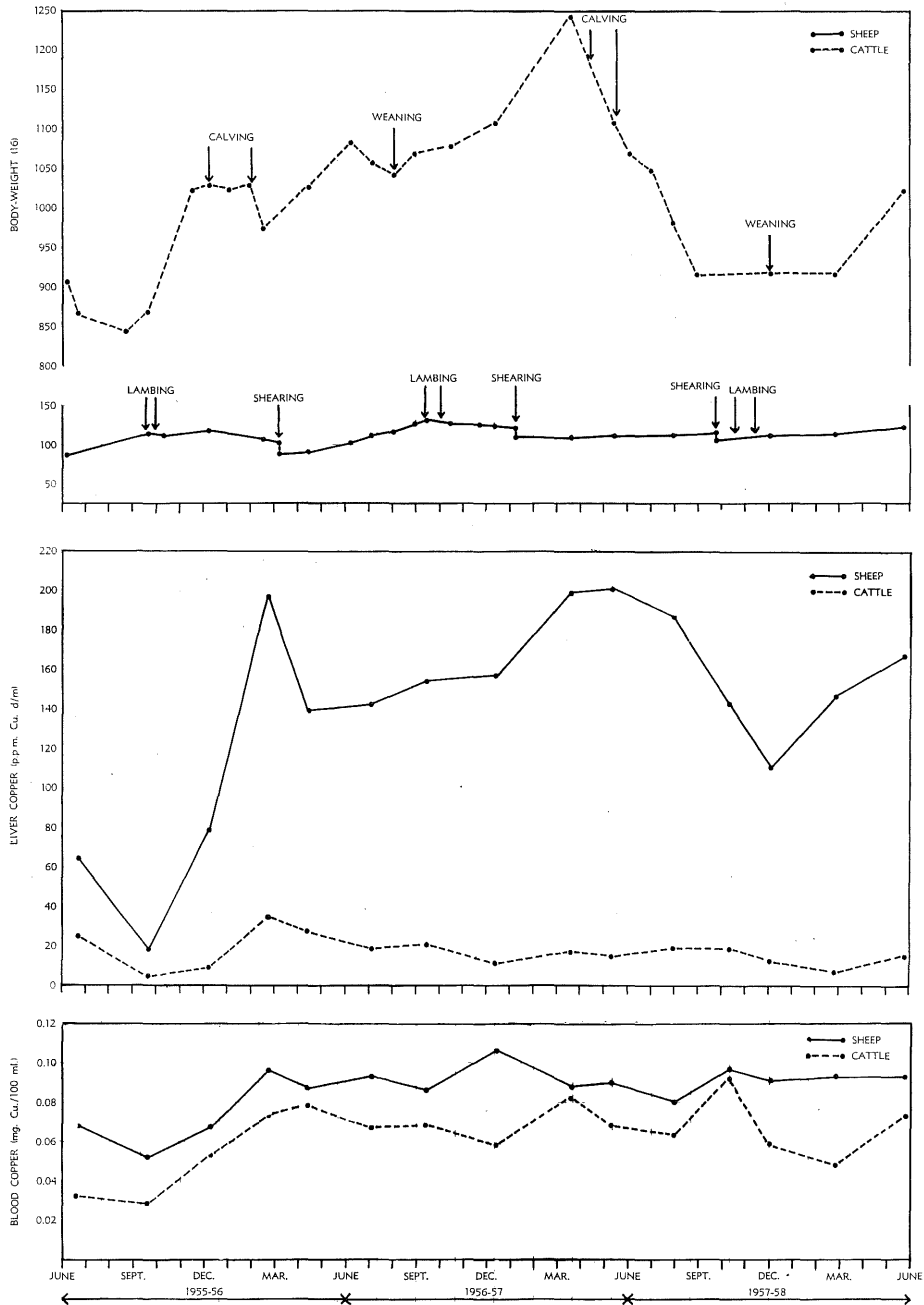 1250
1200
1150
1100
1050
1000
950
900
850
800
BODY-WEIGHT (16)
CALVING
WEANING
CALVING
WEANING
SHEEP
CATTLE
150
100
50
LAMBING
SHEARING
LAMBING
SHEARING
SHEARING
LAMBING
220
200
180
160
140
120
100
80
60
40
20
0
LIVER COPPER (p.p m. Cu. d/m)
SHEEP
CATTLE
0.12
0.10
0.08
0.06
0.04
0.02
BLOOD COPPER (mg. Cu./100 ml.)
SHEEP
CATTLE
JUNE SEPT. DEC. MAR. JUNE SEPT. DEC. MAR. JUNE SEPT. DEC. MAR. JUNE
1955-56 1956-57 1957-58